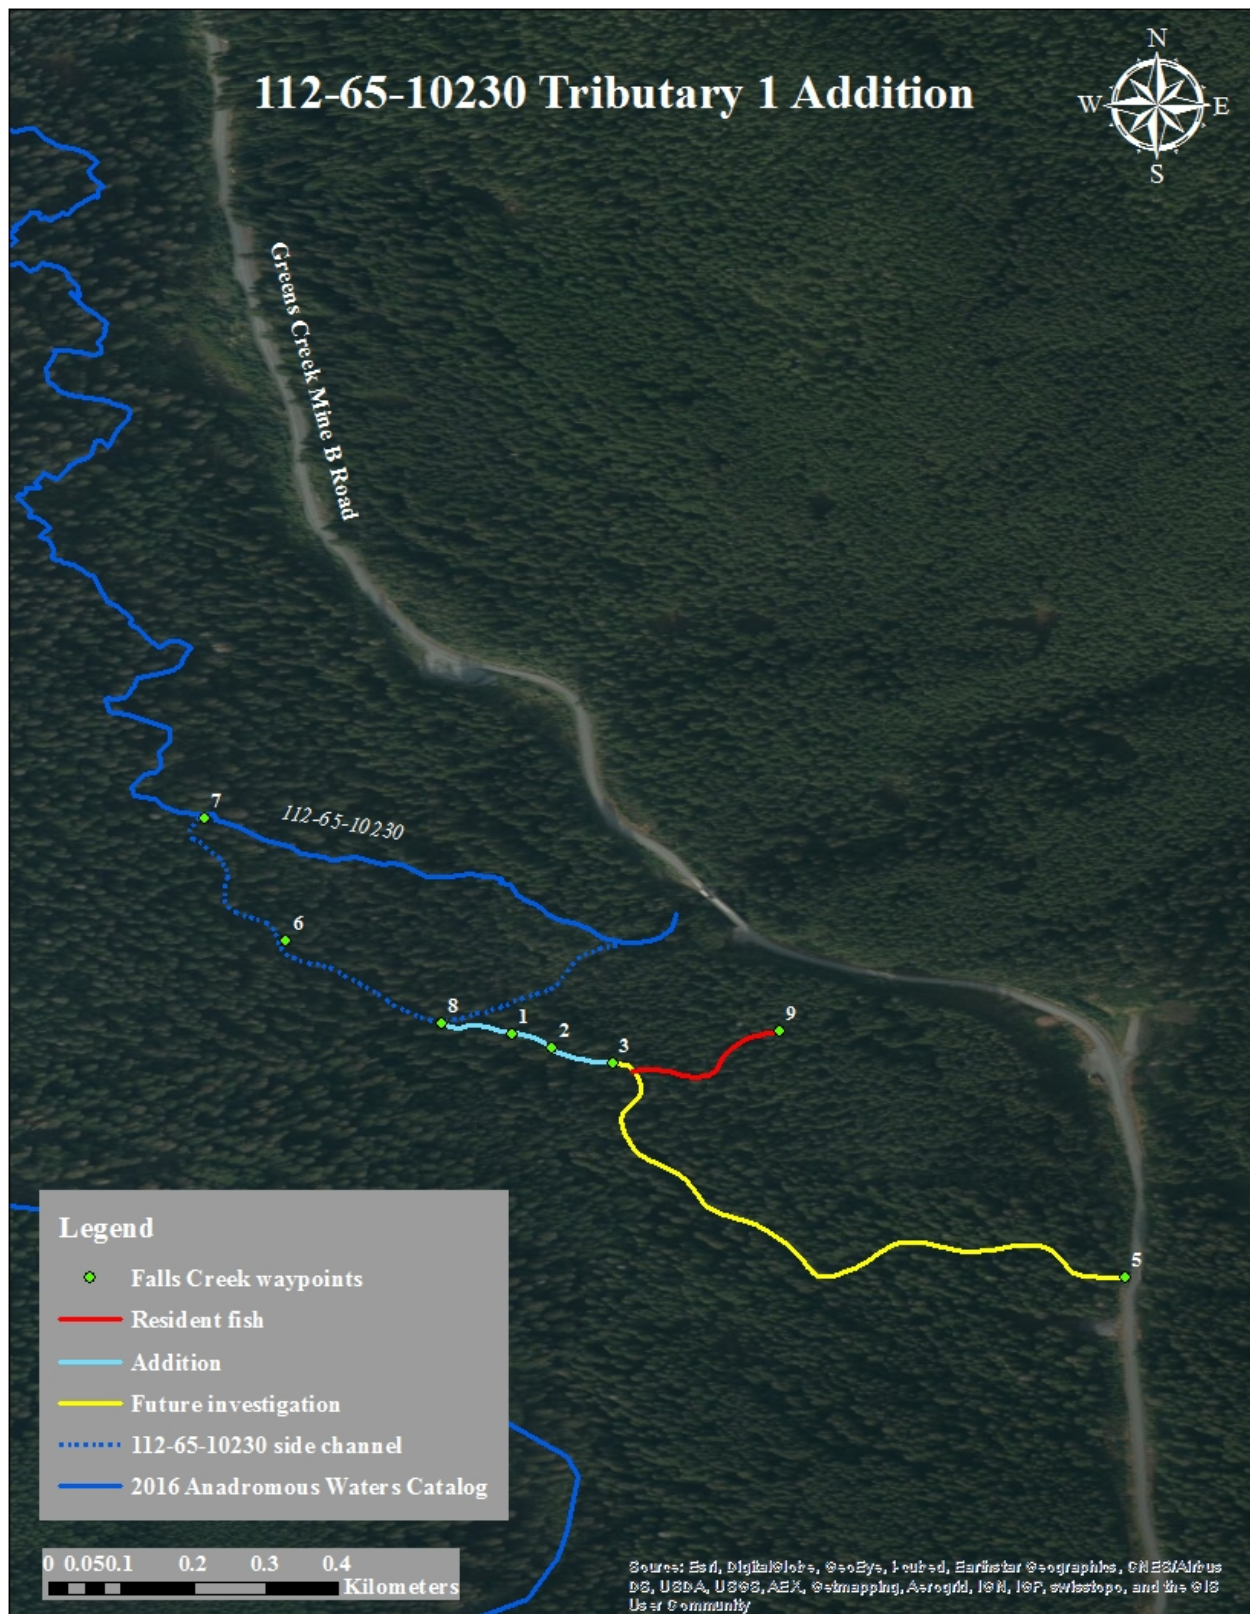 112-65-10230 Tributary 1 Addition
N
W
E
S
Greens Creek Mine B Road
7
112-65-10230
6
8
1
2
3
9
5
Legend
Falls Creek waypoints
Resident fish
Addition
Future investigation
112-65-10230 side channel
2016 Anadromous Waters Catalog
0 0.050.1 0.2 0.3 0.4
Kilometers
Source: Esri, DigitalGlobe, GeoEye, i-cubed, Earthstar Geographics, CNES/Airbus
DS, USDA, USGS, AEX, Getmapping, Aerogrid, IGN, IGP, swisstopo, and the GIS
User Community